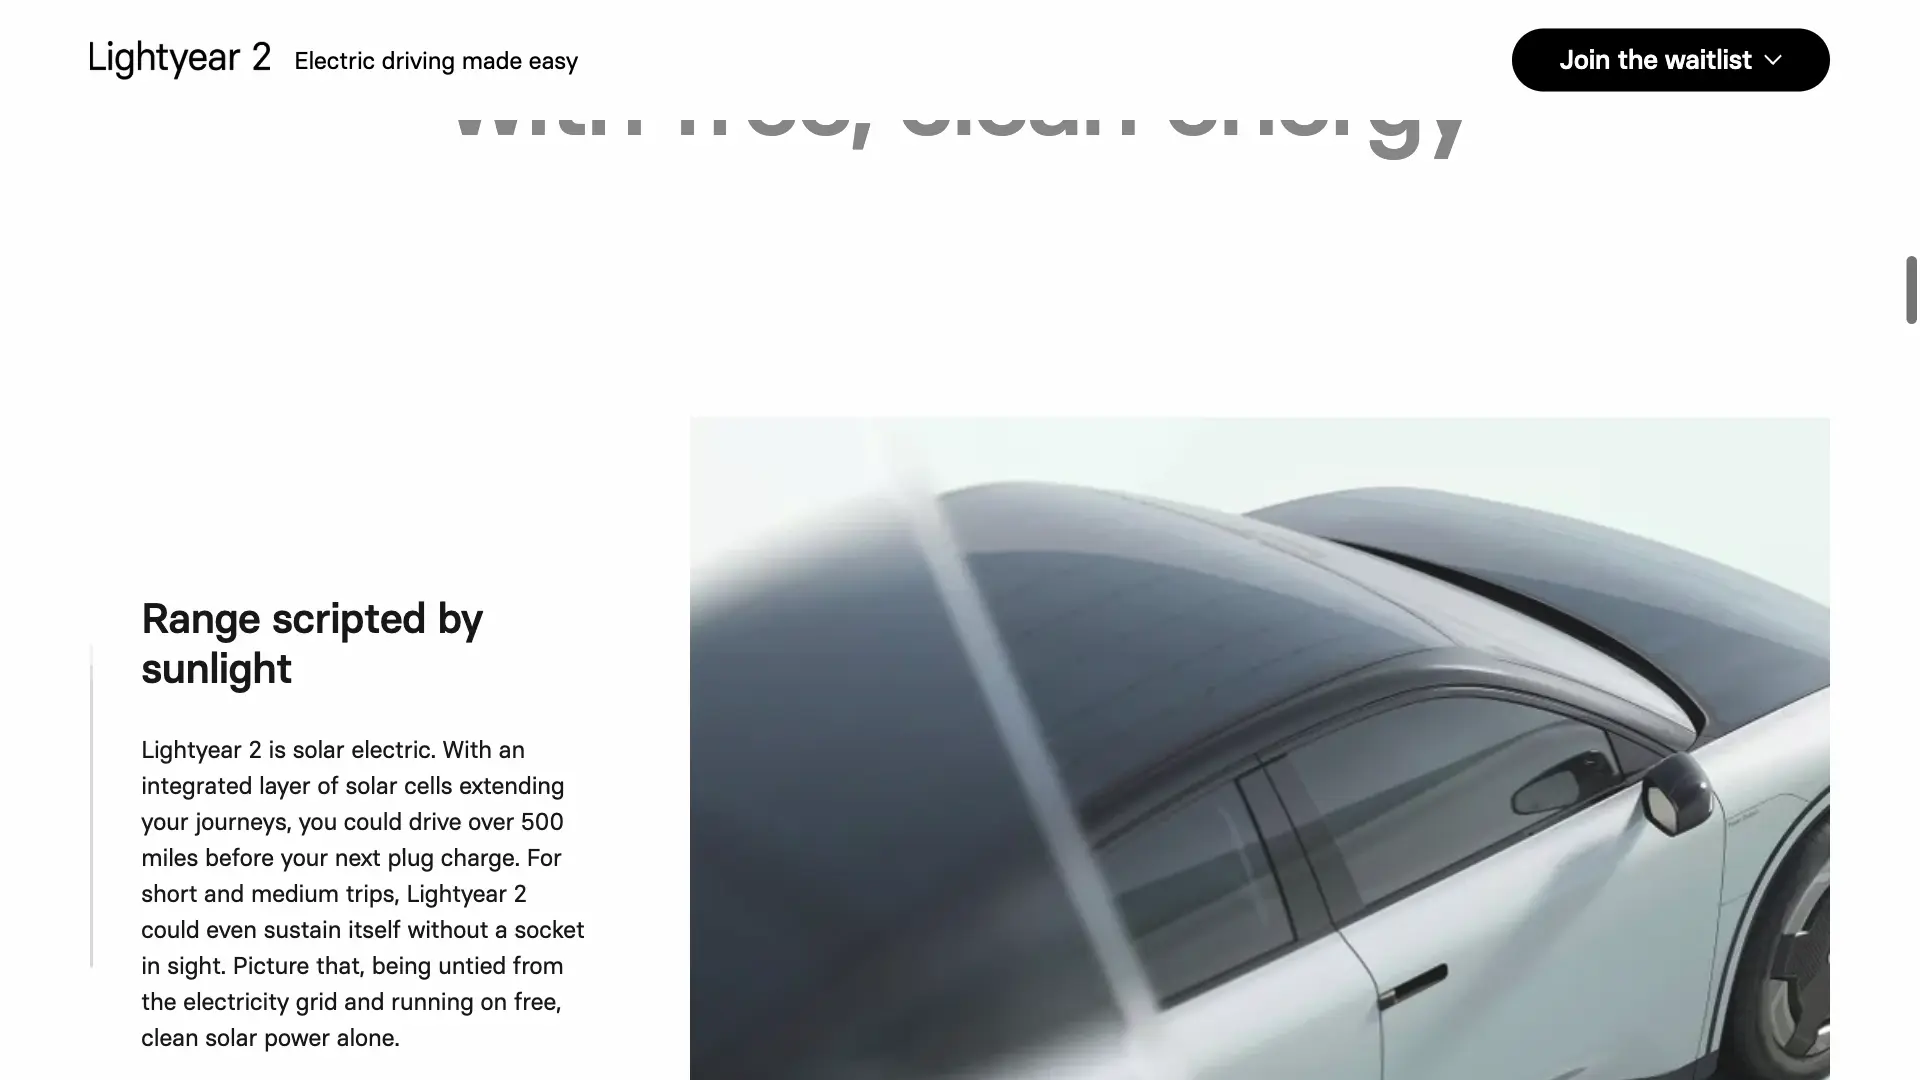 Lightyear 2 Electric driving made easy
Join the waitlist
with free, clean energy
Range scripted by
sunlight
Lightyear 2 is solar electric. With an
integrated layer of solar cells extending
your journeys, you could drive over 500
miles before your next plug charge. For
short and medium trips, Lightyear 2
could even sustain itself without a socket
in sight. Picture that, being untied from
the electricity grid and running on free,
clean solar power alone.